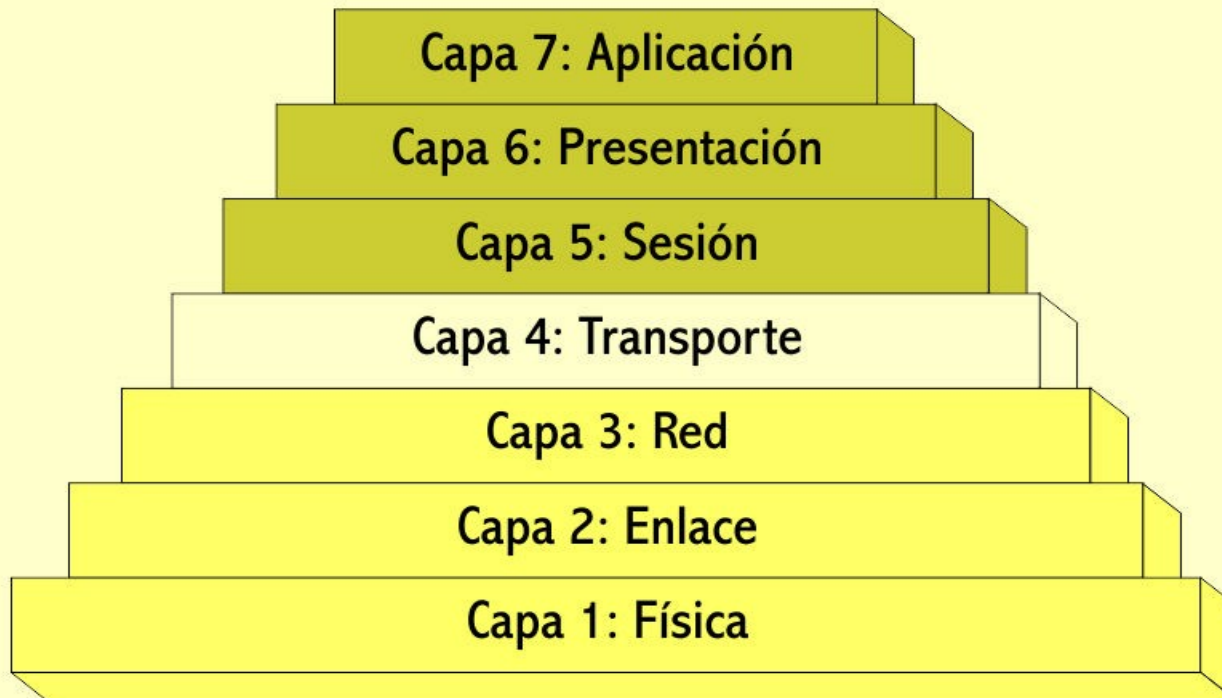 Capa 7: Aplicación
Capa 6: Presentación
Capa 5: Sesión
Capa 4: Transporte
Capa 3: Red
Capa 2: Enlace
Capa 1: Física